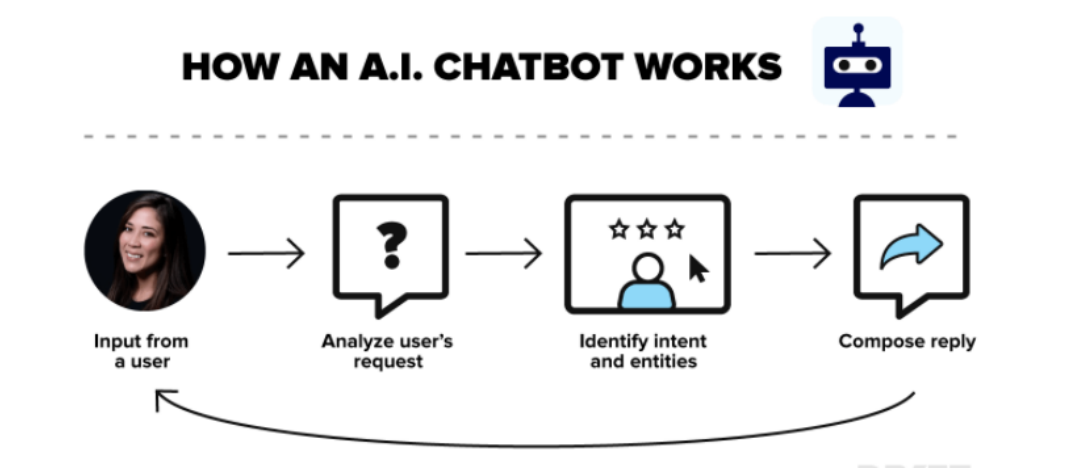 HOW AN A.I. CHATBOT WORKS
Input from
a user
Analyze user's
request
Identify intent
and entities
Compose reply